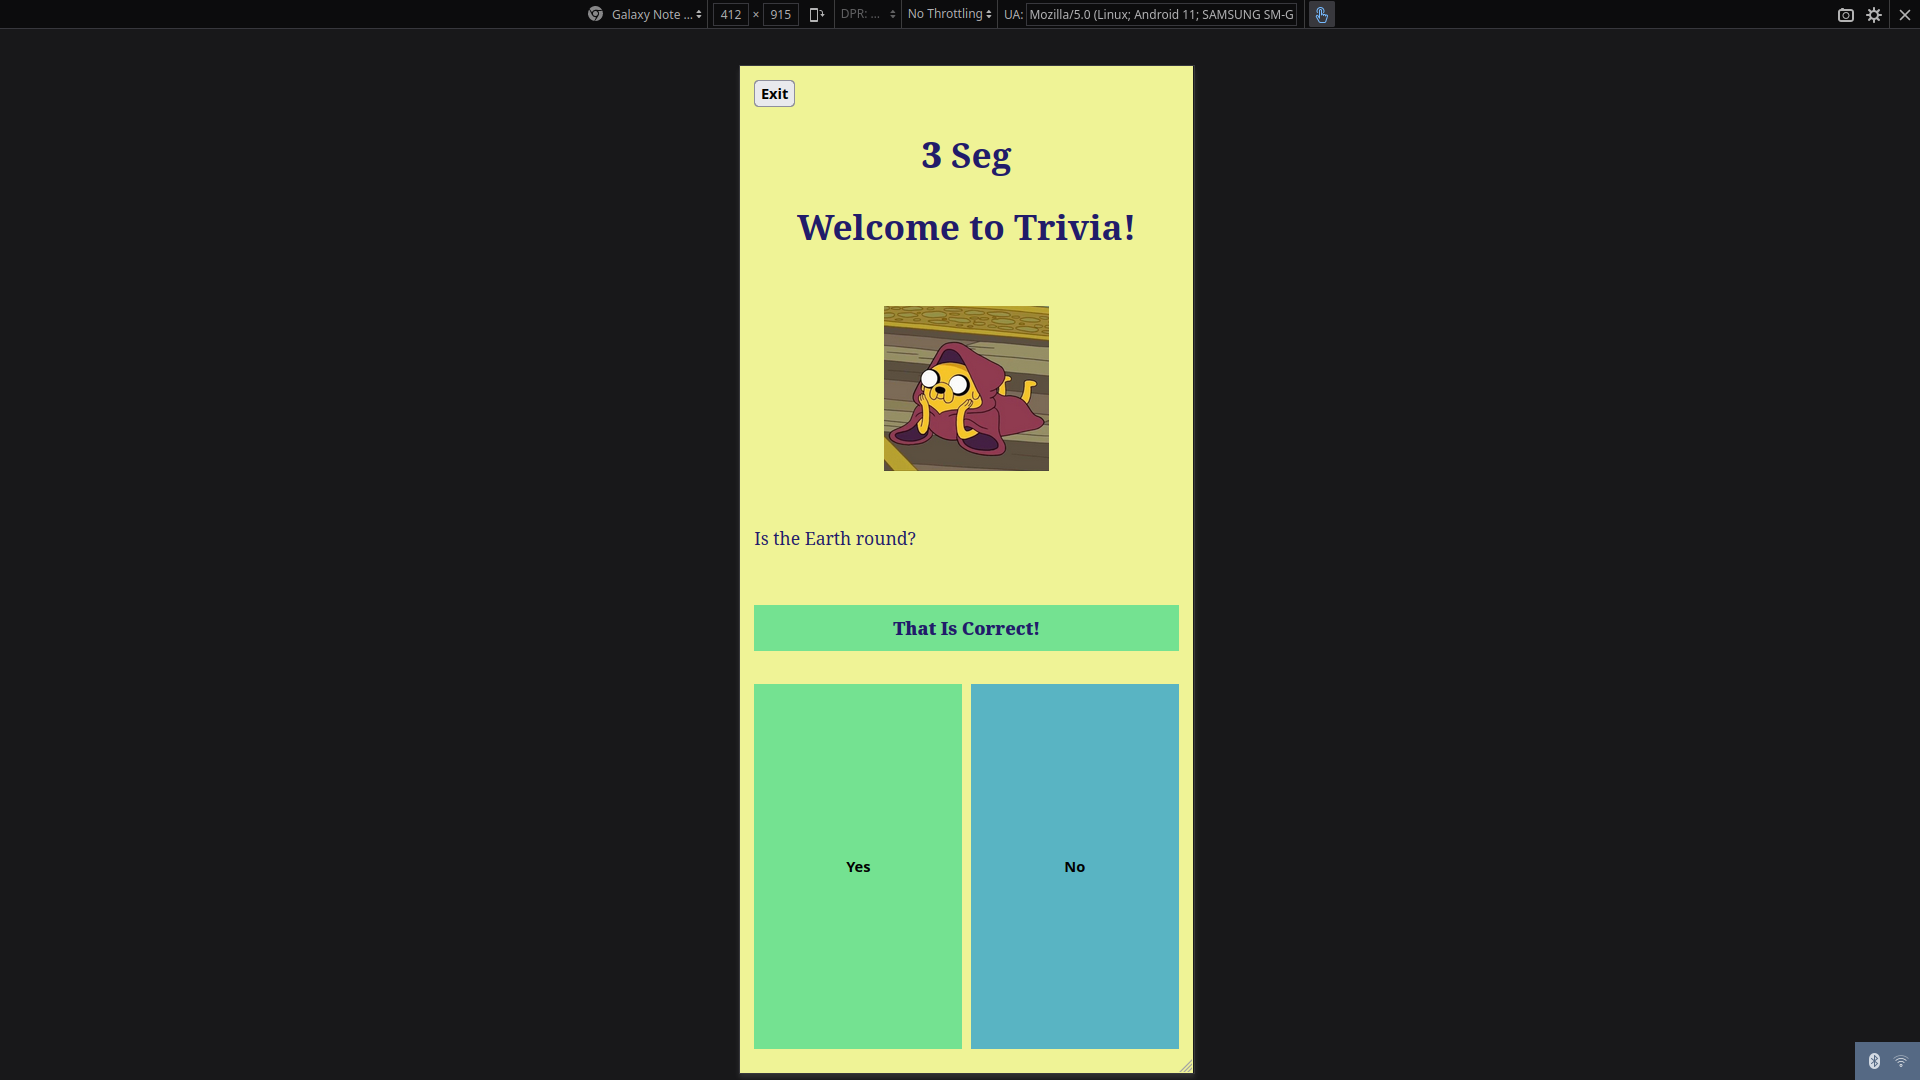 Galaxy Note ... 412 × 915 DPR: ... No Throttling UA: Mozilla/5.0 (Linux; Android 11; SAMSUNG SM-G
Exit
3 Seg
Welcome to Trivia!
Is the Earth round?
That Is Correct!
Yes No